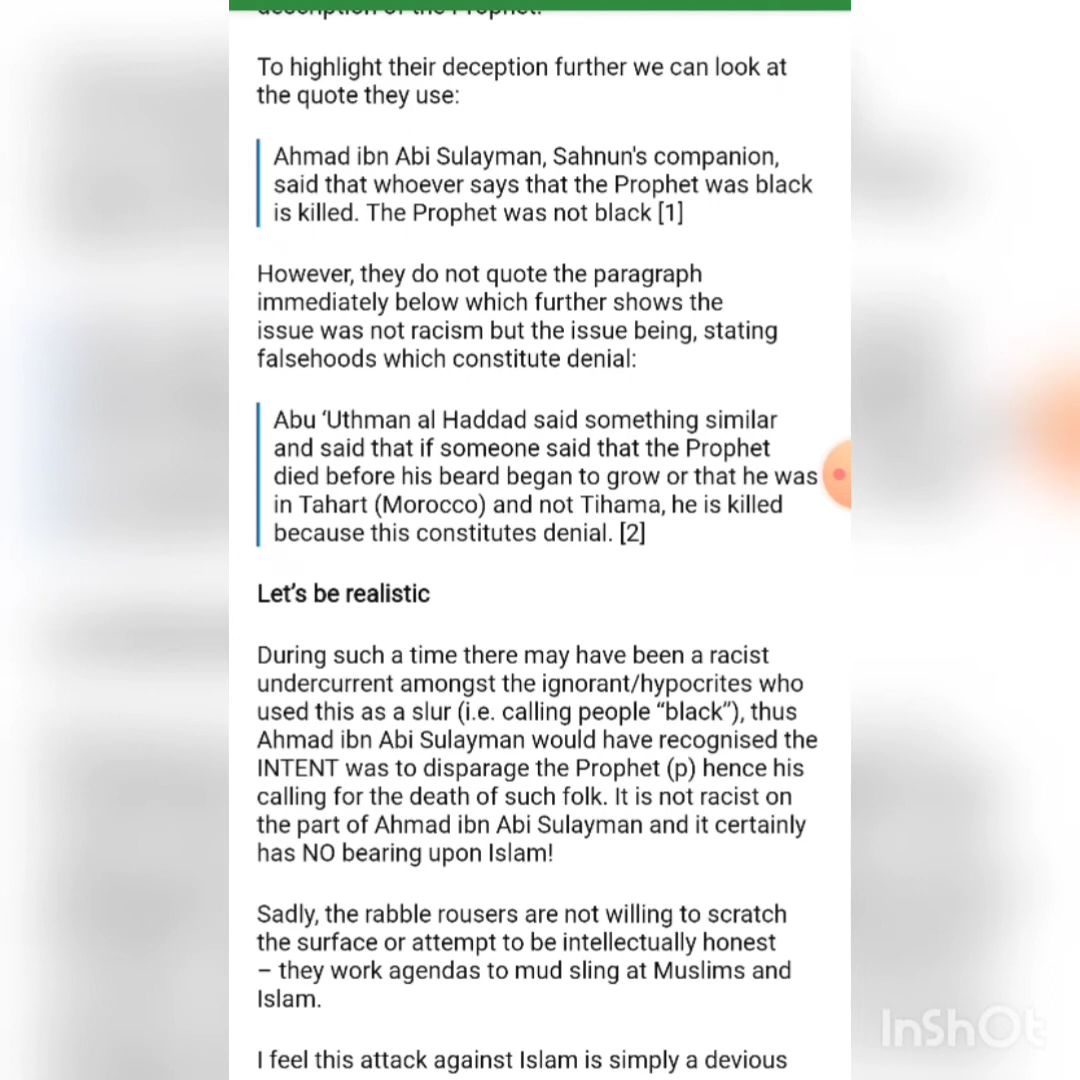 description of the Prophet.
To highlight their deception further we can look at
the quote they use:
Ahmad ibn Abi Sulayman, Sahnun's companion,
said that whoever says that the Prophet was black
is killed. The Prophet was not black [1]
However, they do not quote the paragraph
immediately below which further shows the
issue was not racism but the issue being, stating
falsehoods which constitute denial:
Abu ‘Uthman al Haddad said something similar
and said that if someone said that the Prophet
died before his beard began to grow or that he was
in Tahart (Morocco) and not Tihama, he is killed
because this constitutes denial. [2]
Let’s be realistic
During such a time there may have been a racist
undercurrent amongst the ignorant/hypocrites who
used this as a slur (i.e. calling people “black”), thus
Ahmad ibn Abi Sulayman would have recognised the
INTENT was to disparage the Prophet (p) hence his
calling for the death of such folk. It is not racist on
the part of Ahmad ibn Abi Sulayman and it certainly
has NO bearing upon Islam!
Sadly, the rabble rousers are not willing to scratch
the surface or attempt to be intellectually honest
– they work agendas to mud sling at Muslims and
Islam.
I feel this attack against Islam is simply a devious
InShOt